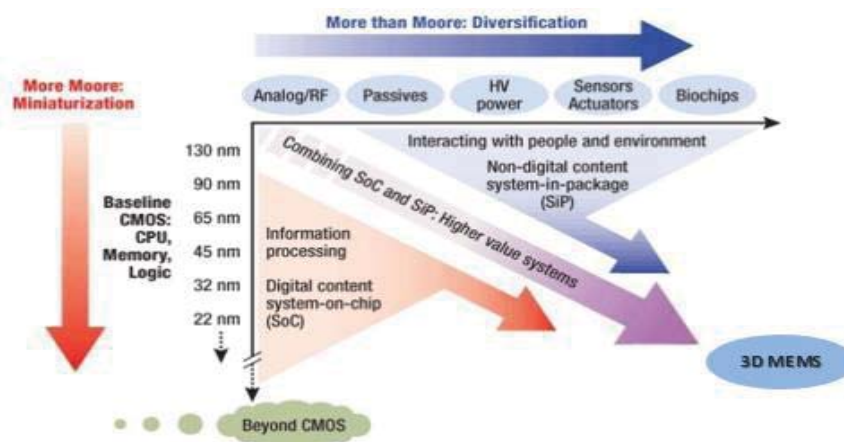 More than Moore: Diversification
More Moore:
Miniaturization
Analog/RF
Passives
HV
power
Sensors
Actuators
Biochips
130 nm
90 nm
65 nm
45 nm
32 nm
22 nm
Baseline
CMOS:
CPU,
Memory,
Logic
Interacting with people and environment
Non-digital content
system-in-package
(SiP)
Combining SoC and SiP: Higher value systems
Information
processing
Digital content
system-on-chip
(SoC)
3D MEMS
Beyond CMOS